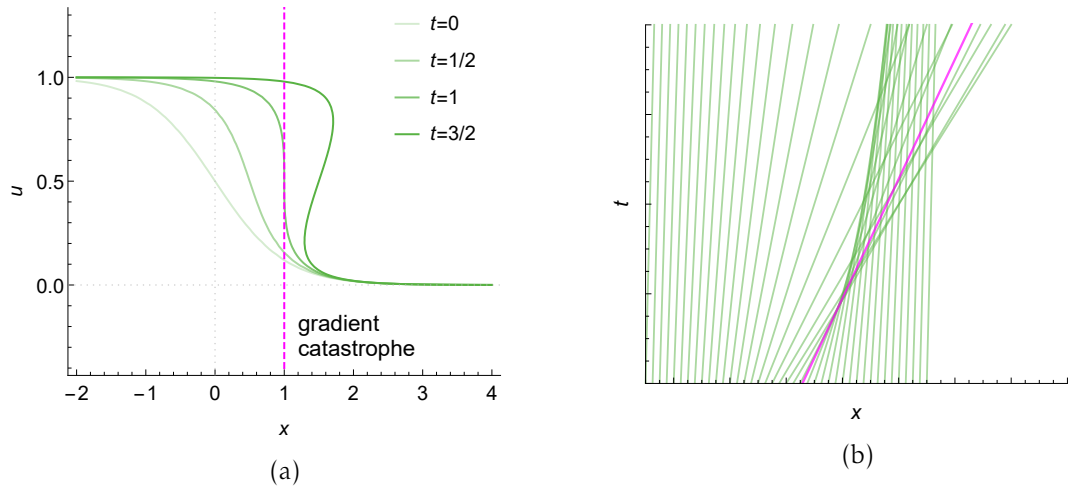 t=0
t=1/2
t=1
t=3/2
1.0
0.5
0.0
u
gradient
catastrophe
−2 −1 0 1 2 3 4
x
(a)
t
x
(b)